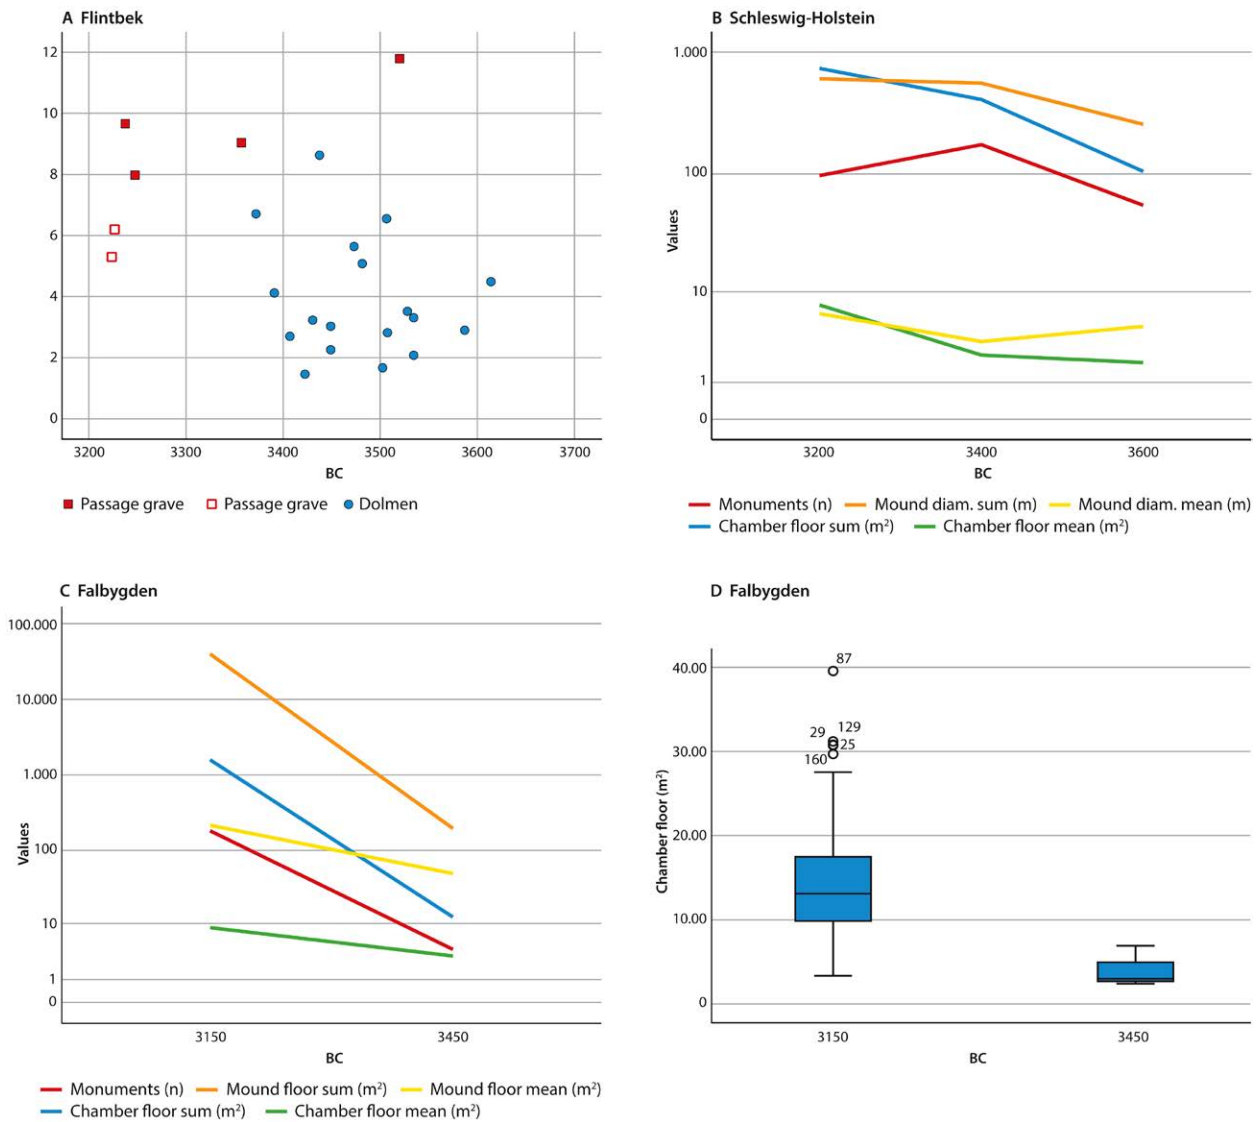 A Flintbek
12
10
8
6
4
2
0
3200 3300 3400 3500 3600 3700
BC
Passage grave Passage grave Dolmen
B Schleswig-Holstein
1.000
100
10
1
0
Values
3200 3400 3600
BC
Monuments (n) Mound diam. sum (m) Mound diam. mean (m)
Chamber floor sum (m²) Chamber floor mean (m²)
C Falbygden
100.000
10.000
1.000
100
10
1
0
Values
3150 3450
BC
Monuments (n) Mound floor sum (m²) Mound floor mean (m²)
Chamber floor sum (m²) Chamber floor mean (m²)
D Falbygden
40.00
30.00
20.00
10.00
0
Chamber floor (m²)
87
29 129
25
160
3150 3450
BC